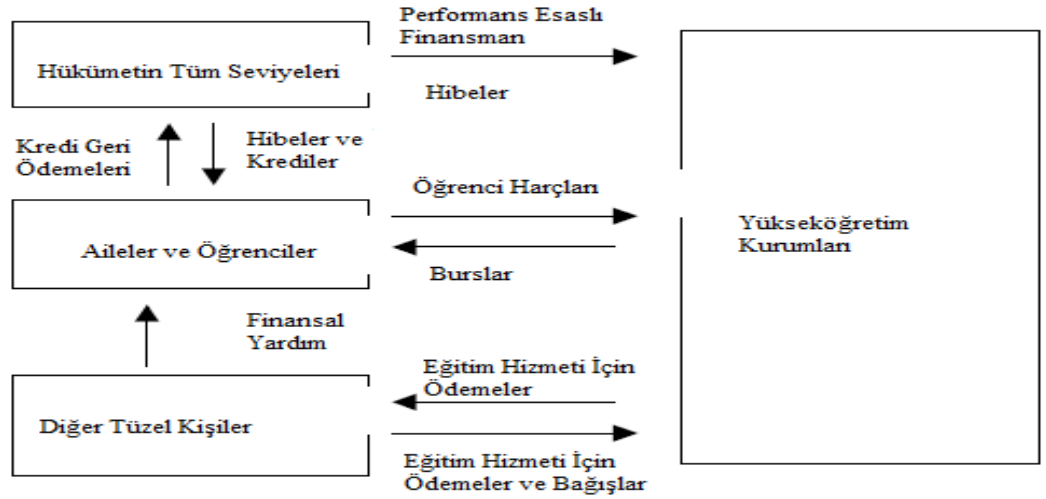 Performans Esaslı
Finansman
Hükümetin Tüm Seviyeleri
Hibeler
Kredi Geri
Ödemeleri
Hibeler ve
Krediler
Öğrenci Harçları
Aileler ve Öğrenciler
Burslar
Yükseköğretim
Kurumları
Finansal
Yardım
Eğitim Hizmeti İçin
Ödemeler
Diğer Tüzel Kişiler
Eğitim Hizmeti İçin
Ödemeler ve Bağışlar